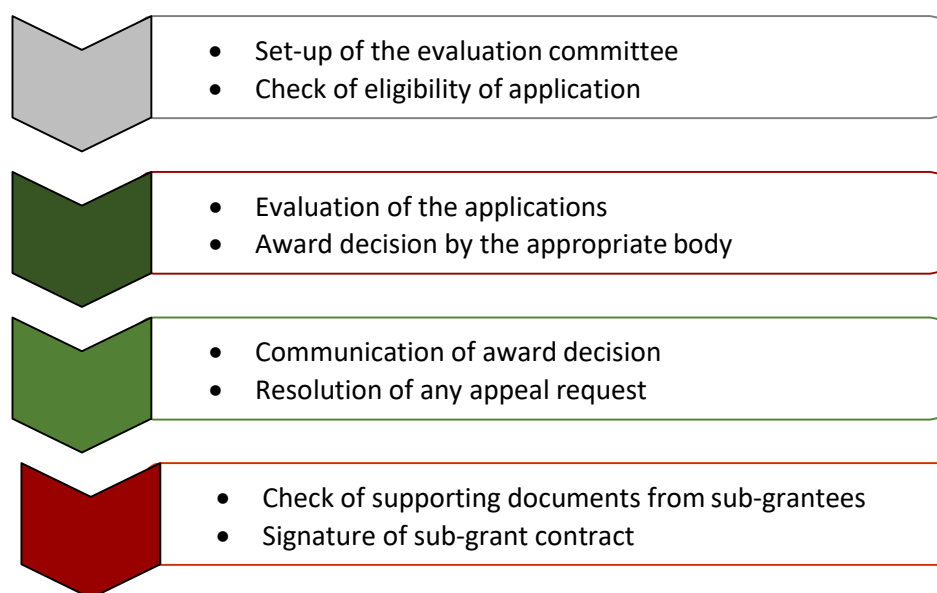 • Set-up of the evaluation committee
• Check of eligibility of application
• Evaluation of the applications
• Award decision by the appropriate body
• Communication of award decision
• Resolution of any appeal request
• Check of supporting documents from sub-grantees
• Signature of sub-grant contract